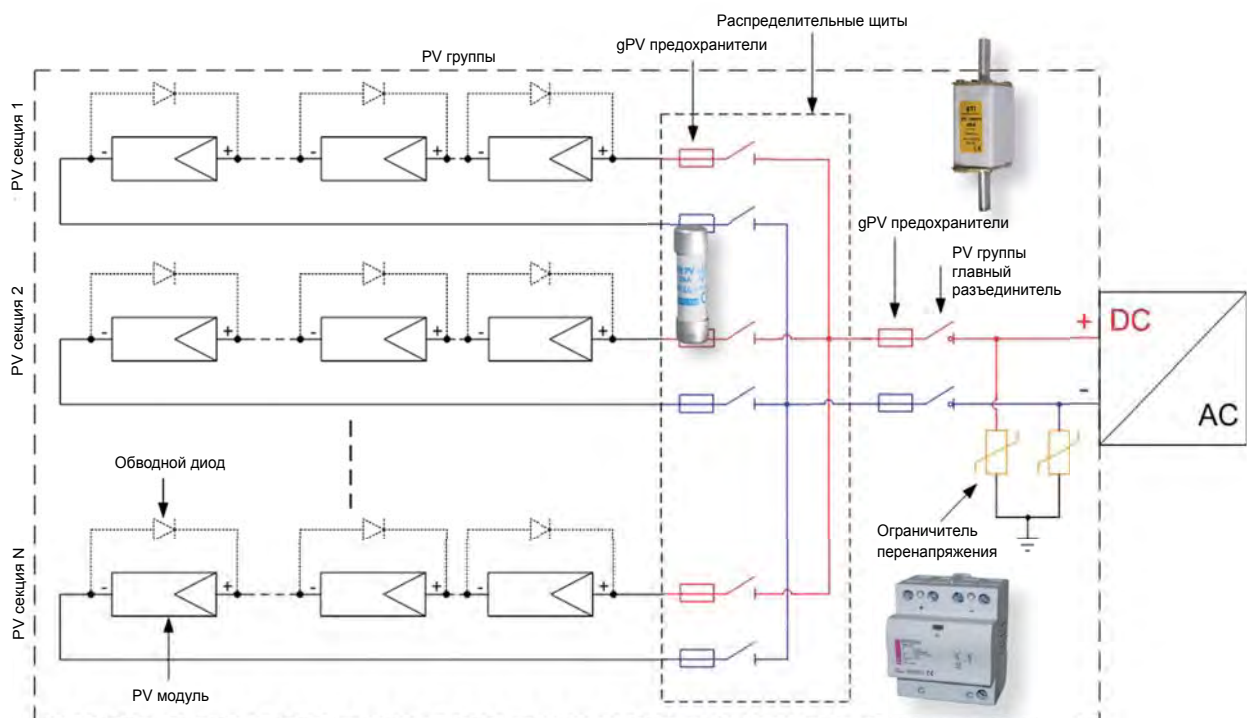 Распределительные щиты
gPV предохранители
PV группы
PV секция 1
gPV предохранители
PV группы
главный
разъединитель
PV секция 2
+ DC
-
AC
Обводной диод
Ограничитель
перенапряжения
PV секция N
PV модуль
- + - + - +
- + - + - +
- + - + - +
ETI